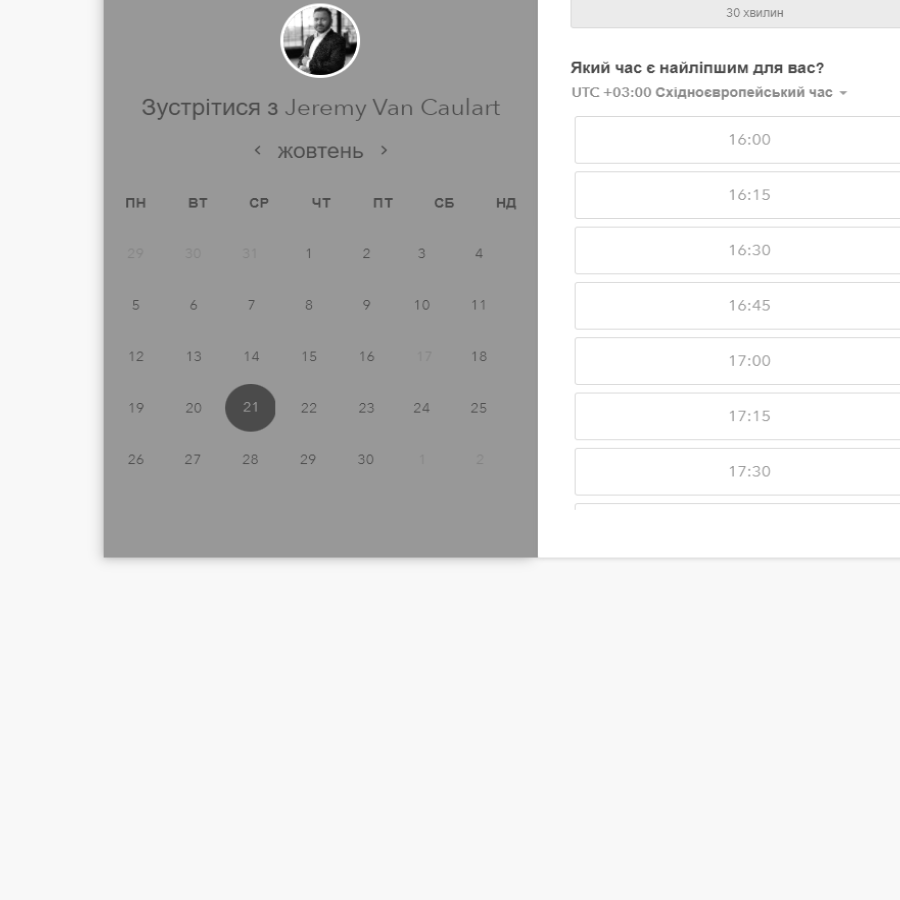 Зустрітися з Jeremy Van Caulart
< жовтень >
ПН ВТ СР ЧТ ПТ СБ НД
29 30 31 1 2 3 4
5 6 7 8 9 10 11
12 13 14 15 16 17 18
19 20 21 22 23 24 25
26 27 28 29 30 1 2
30 хвилин
Який час є найліпшим для вас?
UTC +03:00 Східноєвропейський час
16:00
16:15
16:30
16:45
17:00
17:15
17:30